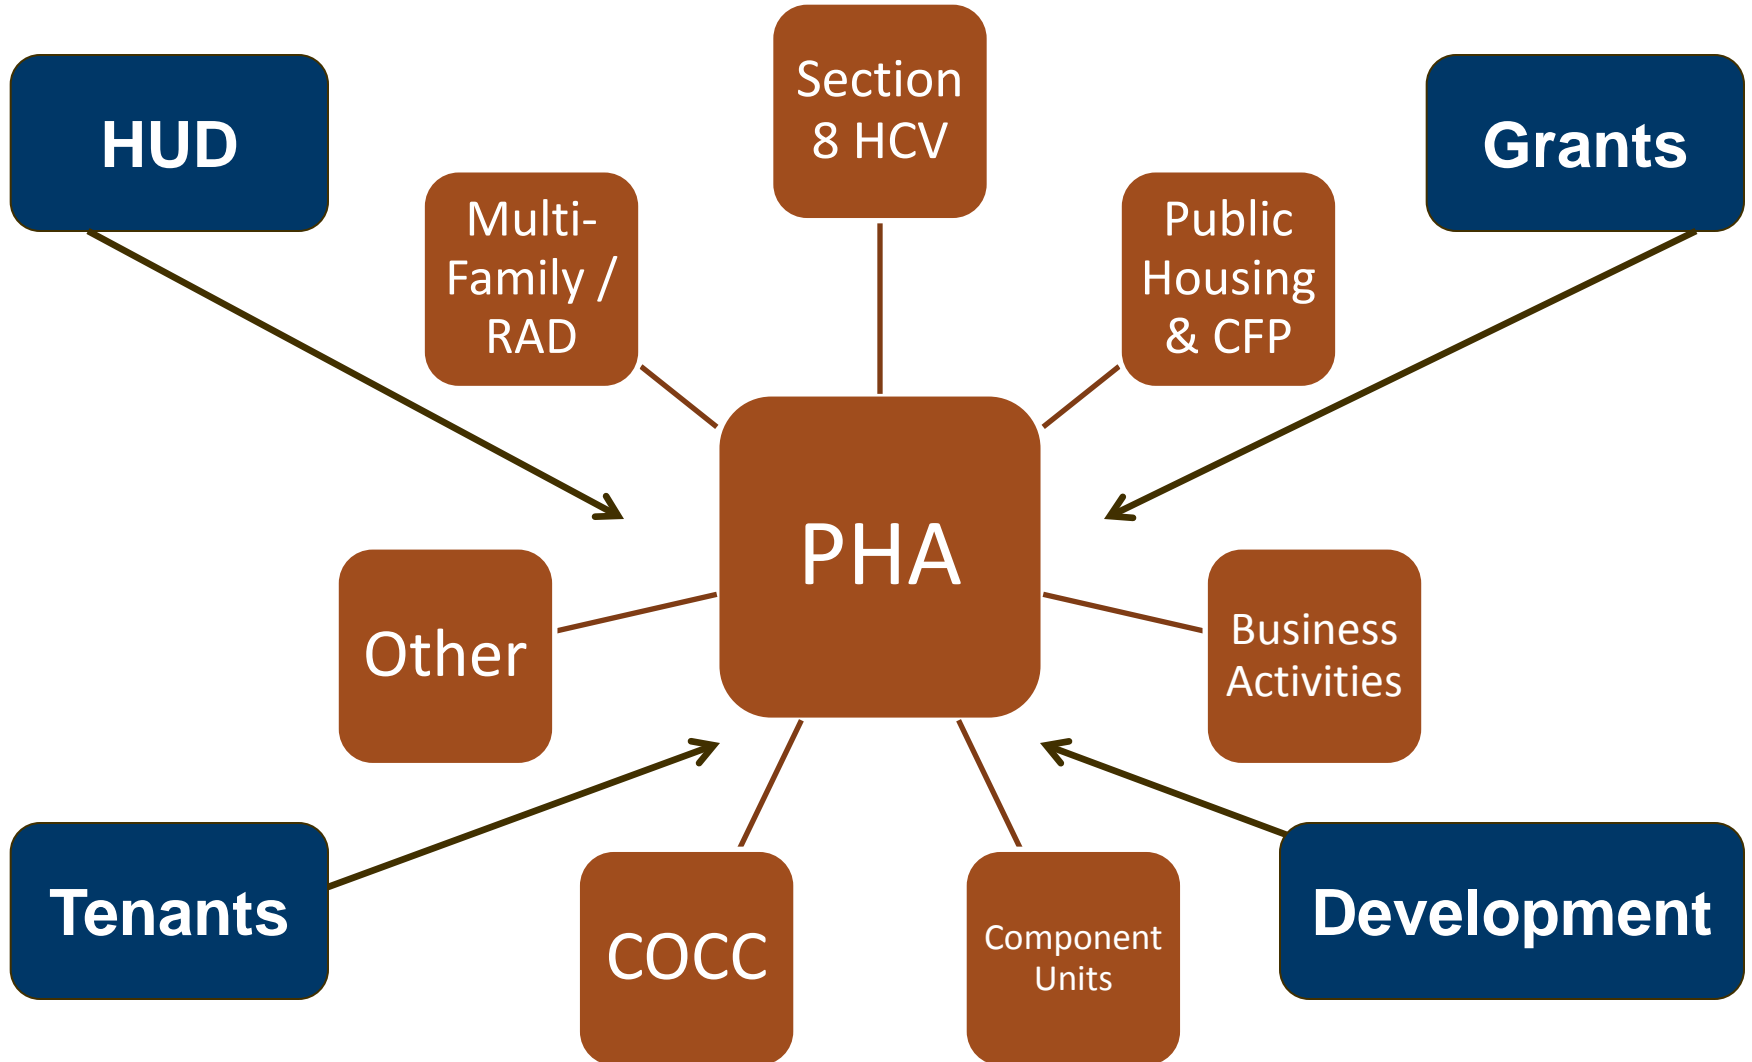 HUD
Section
8 HCV
Grants
Multi-
Family /
RAD
Public
Housing
& CFP
PHA
Other
Business
Activities
Tenants
COCC
Component
Units
Development